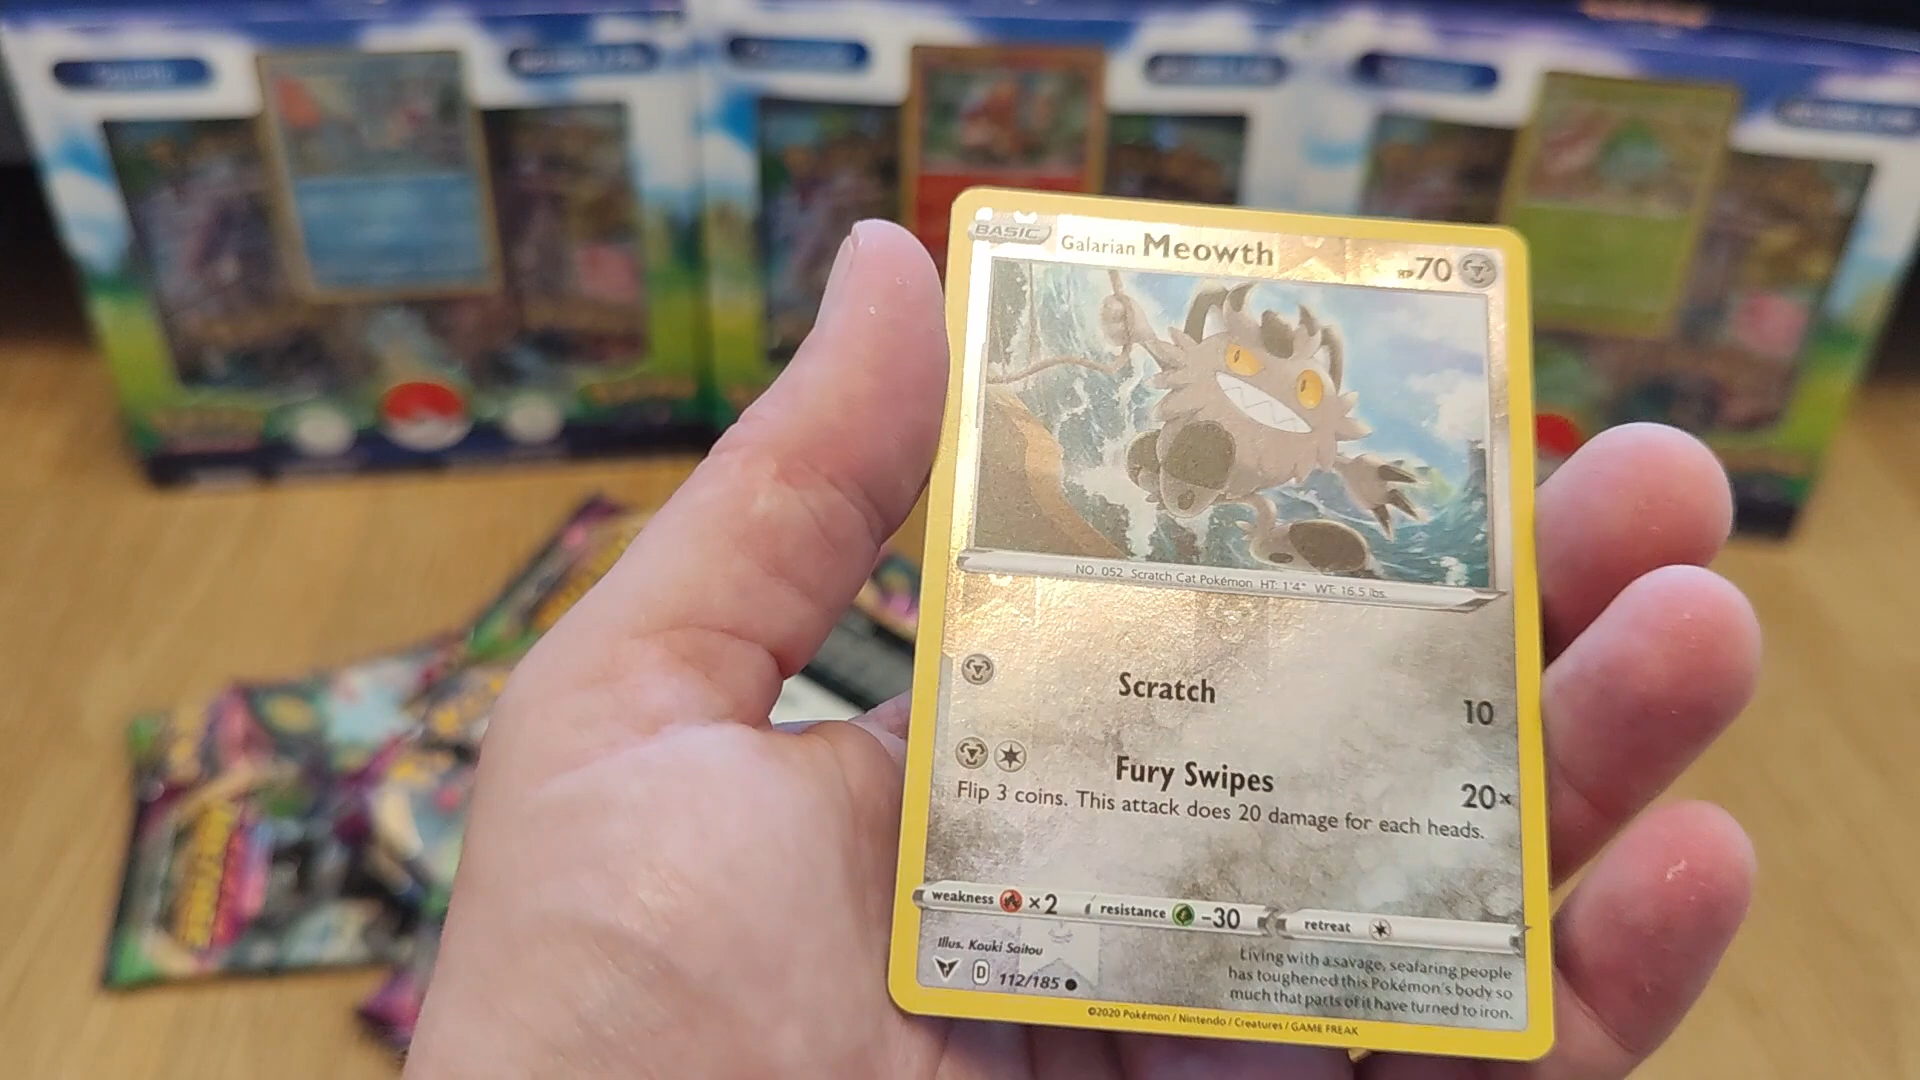 BASIC
Galarian Meowth
HP 70
NO. 052 Scratch Cat Pokémon HT: 1'4" WT: 16.5 lbs.
Scratch 10
Fury Swipes 20×
Flip 3 coins. This attack does 20 damage for each heads.
weakness ×2 resistance -30 retreat
Illus. Kouki Saitou
D 112/185
Living with a savage, seafaring people
has toughened this Pokémon's body so
much that parts of it have turned to iron.
©2020 Pokémon / Nintendo / Creatures / GAME FREAK